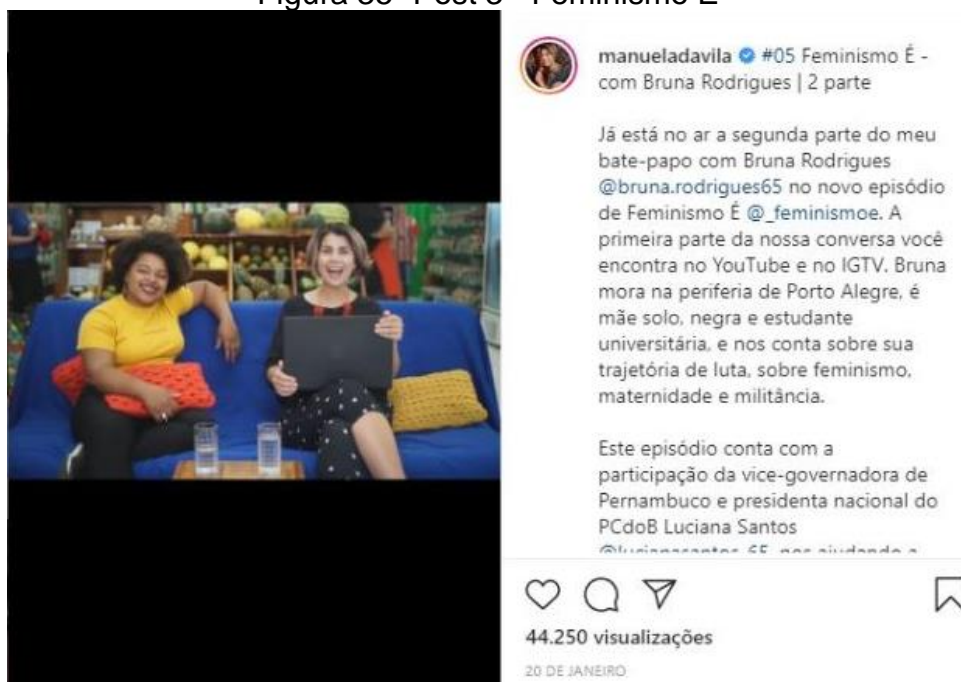 manueladavila #05 Feminismo É -
com Bruna Rodrigues | 2 parte
Já está no ar a segunda parte do meu
bate-papo com Bruna Rodrigues
@bruna.rodrigues65 no novo episódio
de Feminismo É @_feminismoe. A
primeira parte da nossa conversa você
encontra no YouTube e no IGTV. Bruna
mora na periferia de Porto Alegre, é
mãe solo, negra e estudante
universitária, e nos conta sobre sua
trajetória de luta, sobre feminismo,
maternidade e militância.
Este episódio conta com a
participação da vice-governadora de
Pernambuco e presidenta nacional do
PCdoB Luciana Santos
44.250 visualizações
20 DE JANEIRO